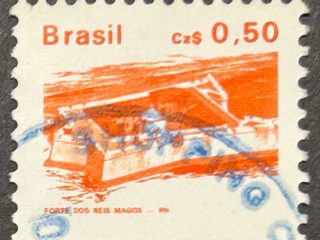 Brasil Cz$ 0,50
FORTE DOS REIS MAGOS — RN